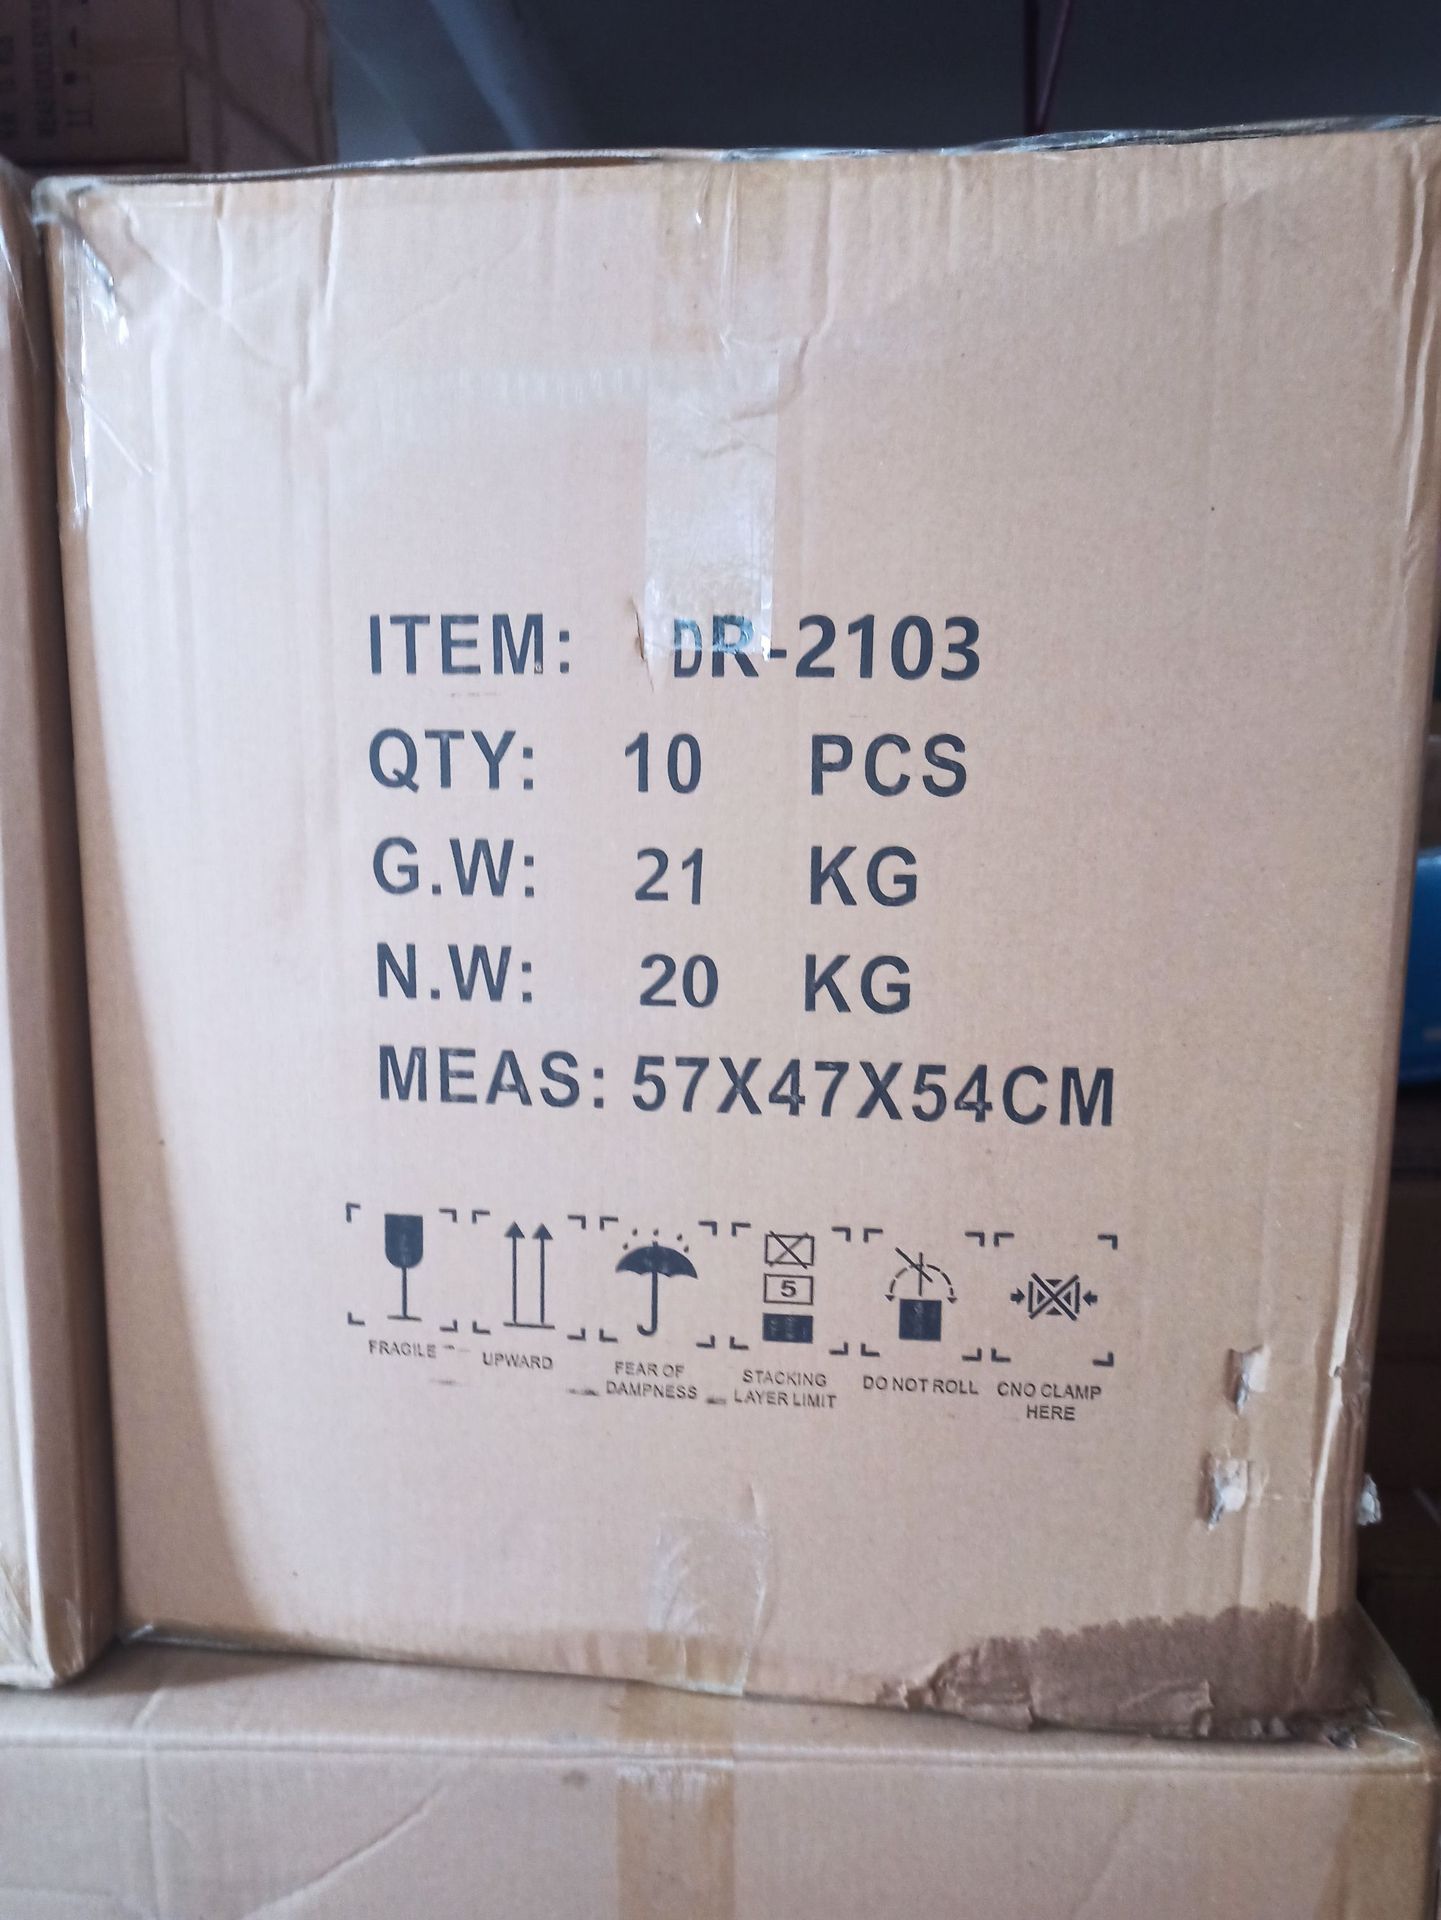 ITEM: DR-2103
QTY: 10 PCS
G.W: 21 KG
N.W: 20 KG
MEAS: 57X47X54CM
5
FRAGILE
UPWARD
FEAR OF
DAMPNESS
STACKING
LAYER LIMIT
DO NOT ROLL
CNO CLAMP
HERE